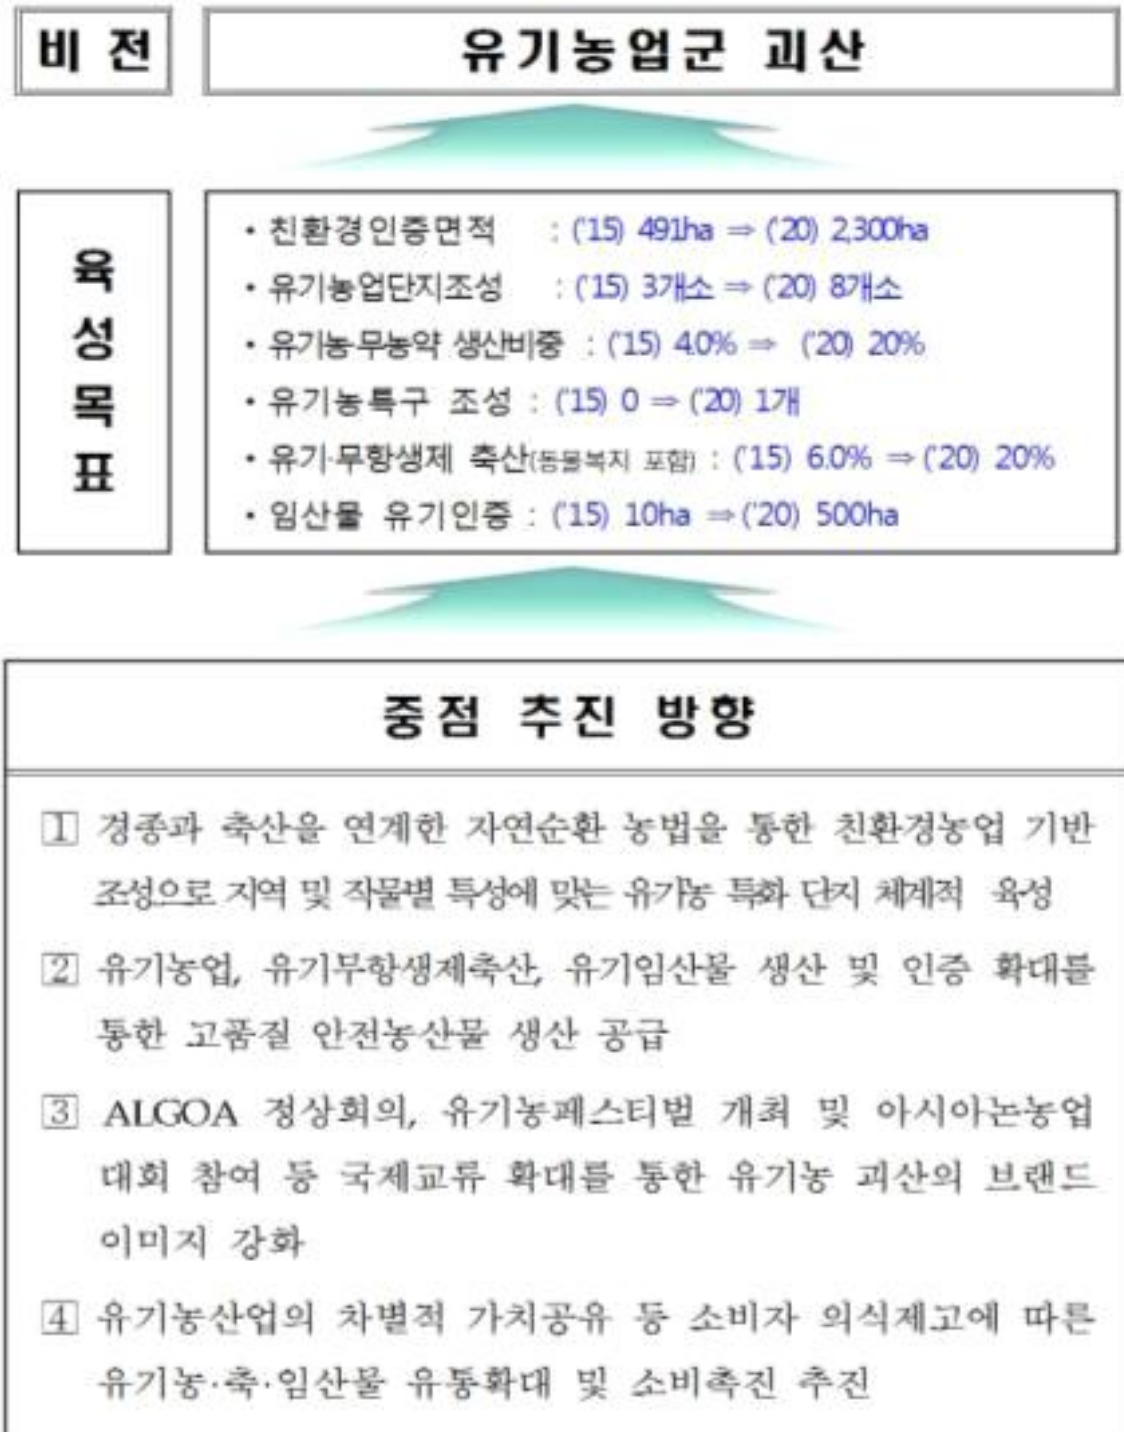 비 전
유기농업군 괴산
육성목표
• 친환경인증면적 : ('15) 491ha ⇒ ('20) 2,300ha
• 유기농업단지조성 : ('15) 3개소 ⇒ ('20) 8개소
• 유기농·무농약 생산비중 : ('15) 4.0% ⇒ ('20) 20%
• 유기농특구 조성 : ('15) 0 ⇒ ('20) 1개
• 유기·무항생제 축산(동물복지 포함) : ('15) 6.0% ⇒ ('20) 20%
• 임산물 유기인증 : ('15) 10ha ⇒ ('20) 500ha
중점 추진 방향
1 경종과 축산을 연계한 자연순환 농법을 통한 친환경농업 기반
조성으로 지역 및 작물별 특성에 맞는 유기농 특화 단지 체계적 육성
2 유기농업, 유기무항생제축산, 유기임산물 생산 및 인증 확대를
통한 고품질 안전농산물 생산 공급
3 ALGOA 정상회의, 유기농페스티벌 개최 및 아시아논농업
대회 참여 등 국제교류 확대를 통한 유기농 괴산의 브랜드
이미지 강화
4 유기농산업의 차별적 가치공유 등 소비자 의식제고에 따른
유기농·축·임산물 유통확대 및 소비촉진 추진